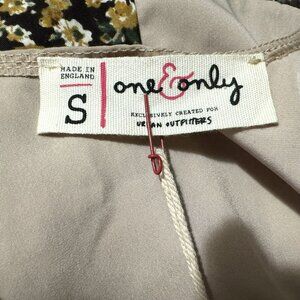 MADE IN
ENGLAND
S
one & only
EXCLUSIVELY CREATED FOR
URBAN OUTFITTERS